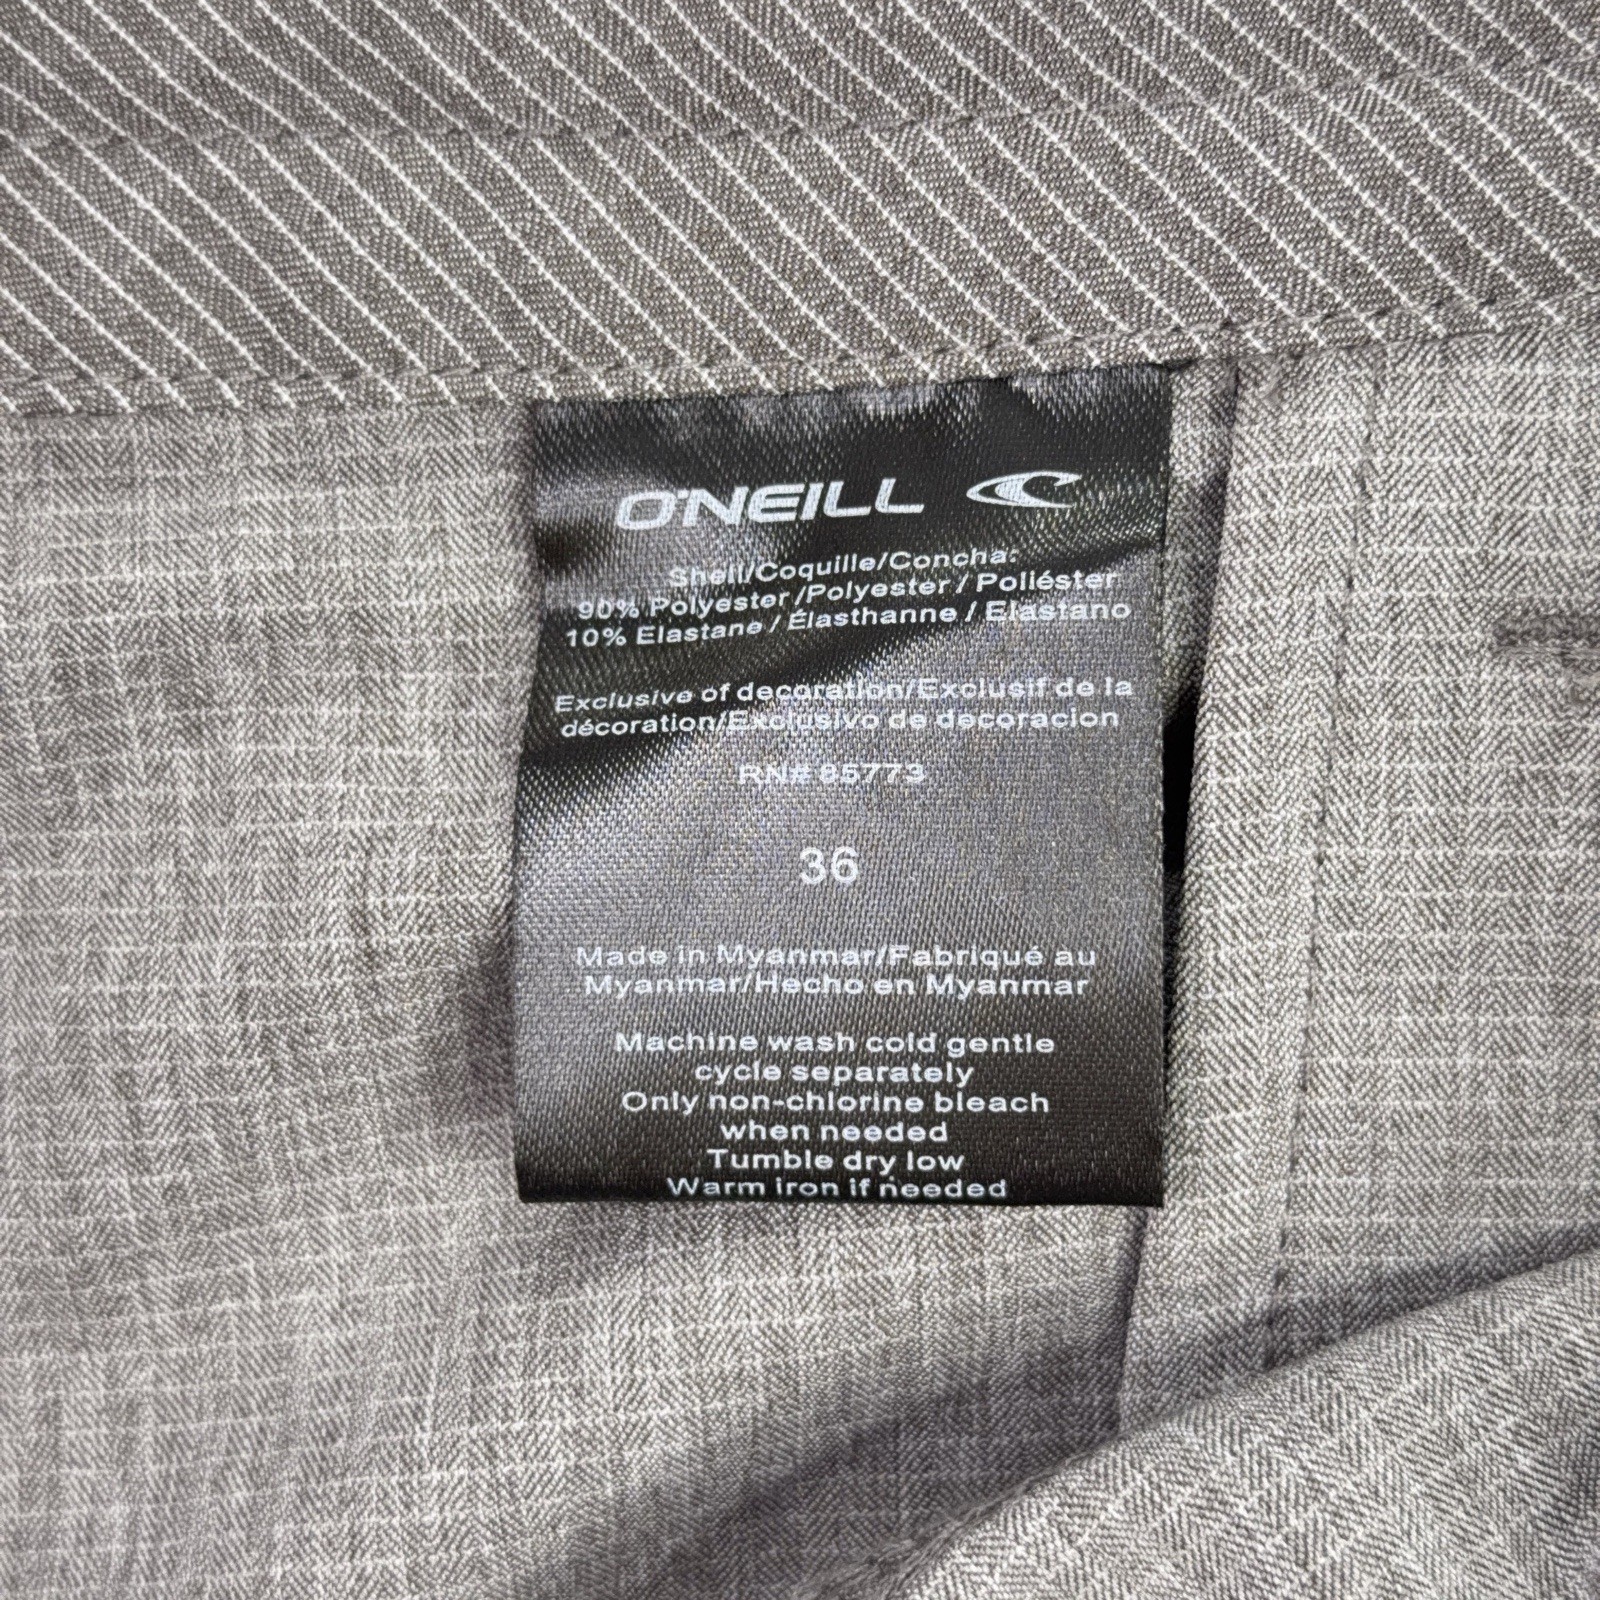 O'NEILL
Shell/Coquille/Concha:
90% Polyester /Polyester / Poliéster
10% Elastane / Élasthanne / Elastano
Exclusive of decoration/Exclusif de la
décoration/Exclusivo de decoracion
RN# 95773
36
Made in Myanmar/Fabriqué au
Myanmar/Hecho en Myanmar
Machine wash cold gentle
cycle separately
Only non-chlorine bleach
when needed
Tumble dry low
Warm iron if needed